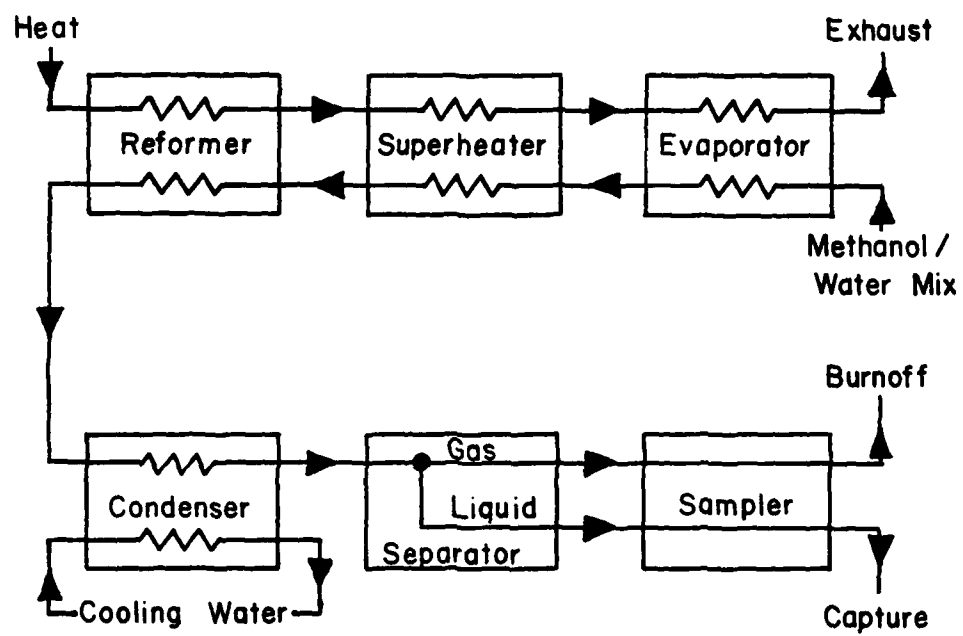 Heat
Exhaust
Reformer
Superheater
Evaporator
Methanol/
Water Mix
Burnoff
Gas
Condenser
Liquid
Sampler
Separator
Cooling Water
Capture